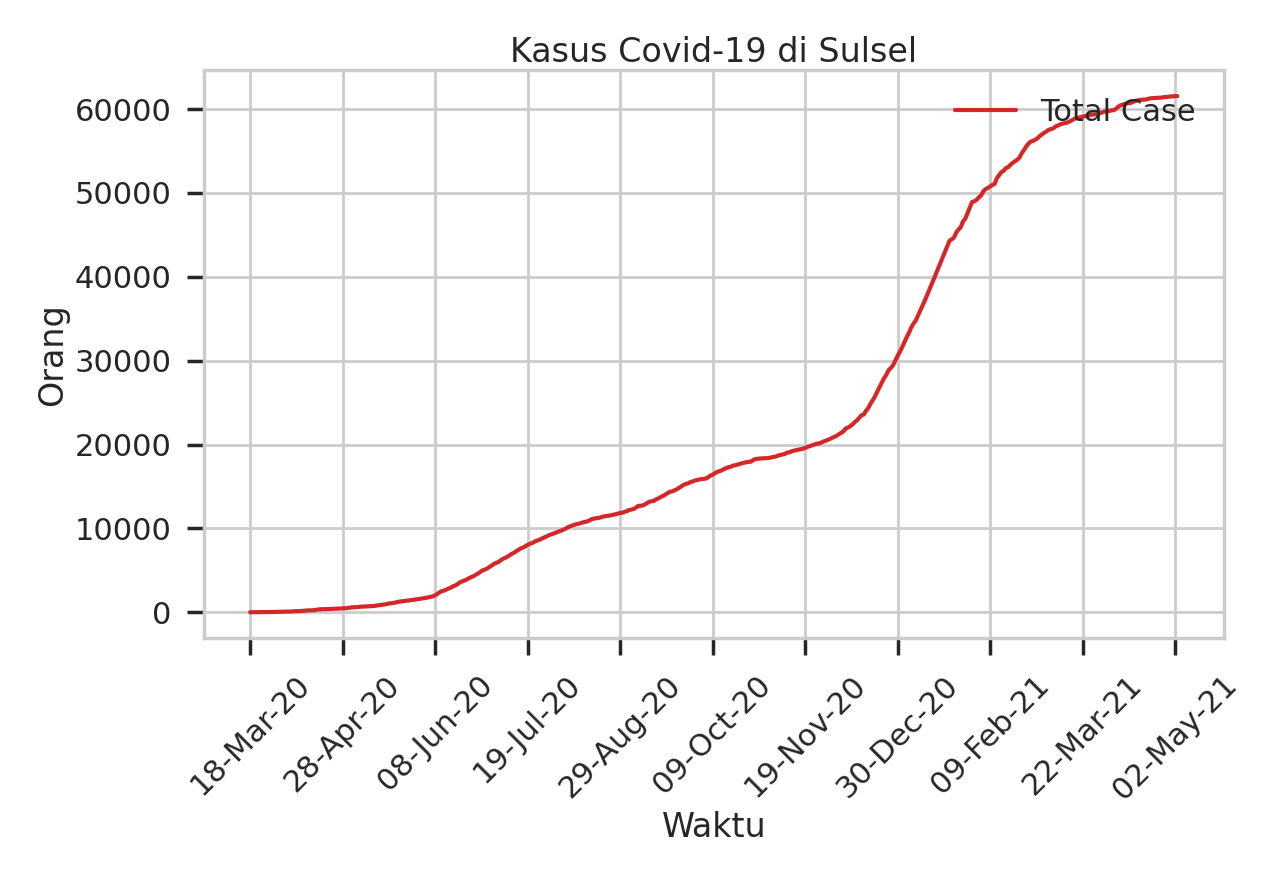 Kasus Covid-19 di Sulsel
Total Case
60000
50000
40000
30000
20000
10000
0
Orang
18-Mar-20
28-Apr-20
08-Jun-20
19-Jul-20
29-Aug-20
09-Oct-20
19-Nov-20
30-Dec-20
09-Feb-21
22-Mar-21
02-May-21
Waktu